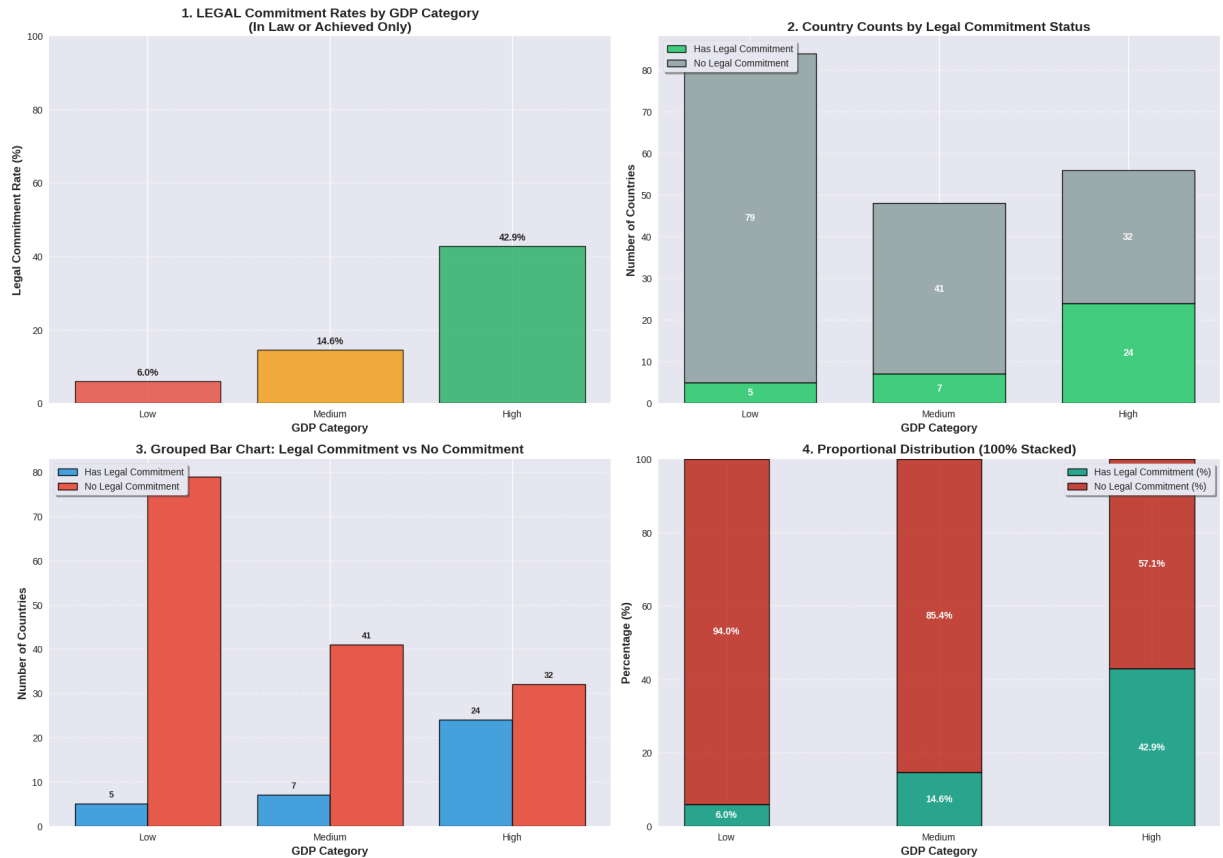 1. LEGAL Commitment Rates by GDP Category
(In Law or Achieved Only)
Legal Commitment Rate (%)
100
80
60
40
20
0
6.0%
14.6%
42.9%
Low
Medium
High
GDP Category
2. Country Counts by Legal Commitment Status
Has Legal Commitment
No Legal Commitment
Number of Countries
80
70
60
50
40
30
20
10
0
79
5
41
7
32
24
Low
Medium
High
GDP Category
3. Grouped Bar Chart: Legal Commitment vs No Commitment
Has Legal Commitment
No Legal Commitment
Number of Countries
80
70
60
50
40
30
20
10
0
5
7
41
24
32
Low
Medium
High
GDP Category
4. Proportional Distribution (100% Stacked)
Has Legal Commitment (%)
No Legal Commitment (%)
Percentage (%)
100
80
60
40
20
0
94.0%
6.0%
85.4%
14.6%
57.1%
42.9%
Low
Medium
High
GDP Category